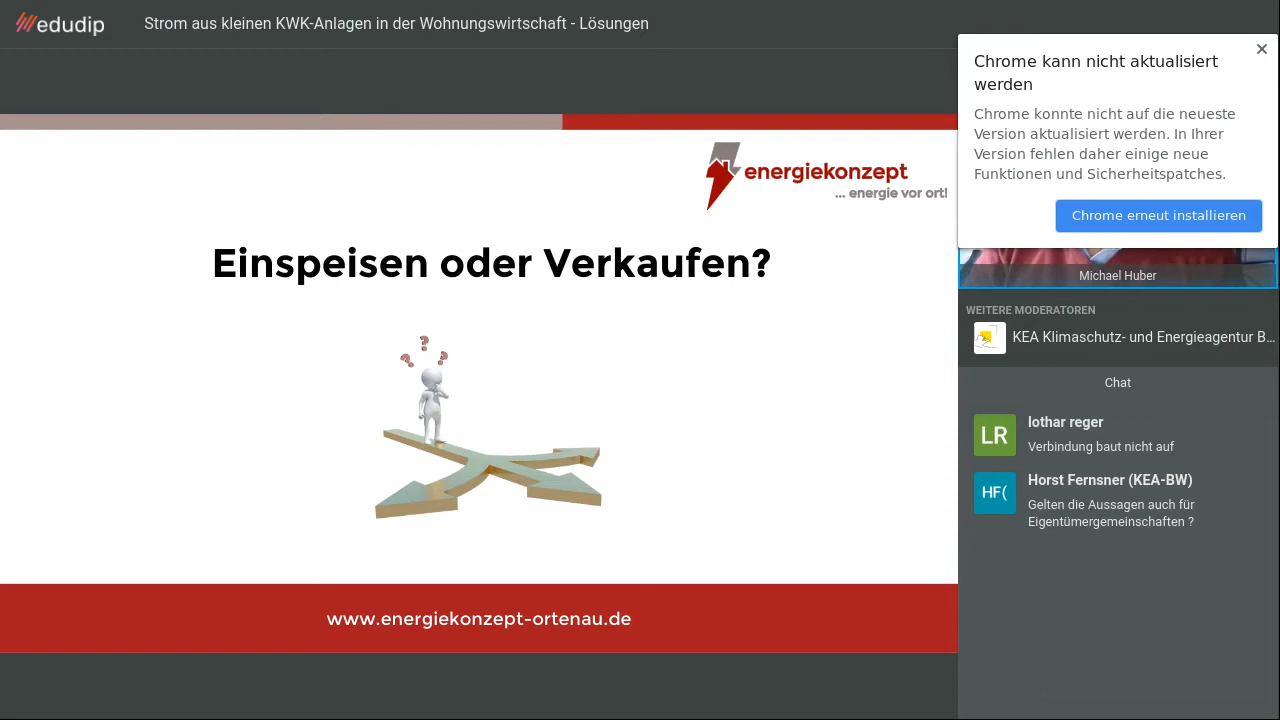 edudip
Strom aus kleinen KWK-Anlagen in der Wohnungswirtschaft - Lösungen
energiekonzept
... energie vor ort!
Einspeisen oder Verkaufen?
? ? ?
www.energiekonzept-ortenau.de
Chrome kann nicht aktualisiert
werden
Chrome konnte nicht auf die neueste
Version aktualisiert werden. In Ihrer
Version fehlen daher einige neue
Funktionen und Sicherheitspatches.
Chrome erneut installieren
Michael Huber
WEITERE MODERATOREN
KEA Klimaschutz- und Energieagentur B...
Chat
LR
lothar reger
Verbindung baut nicht auf
HF(
Horst Fernsner (KEA-BW)
Gelten die Aussagen auch für
Eigentümergemeinschaften ?